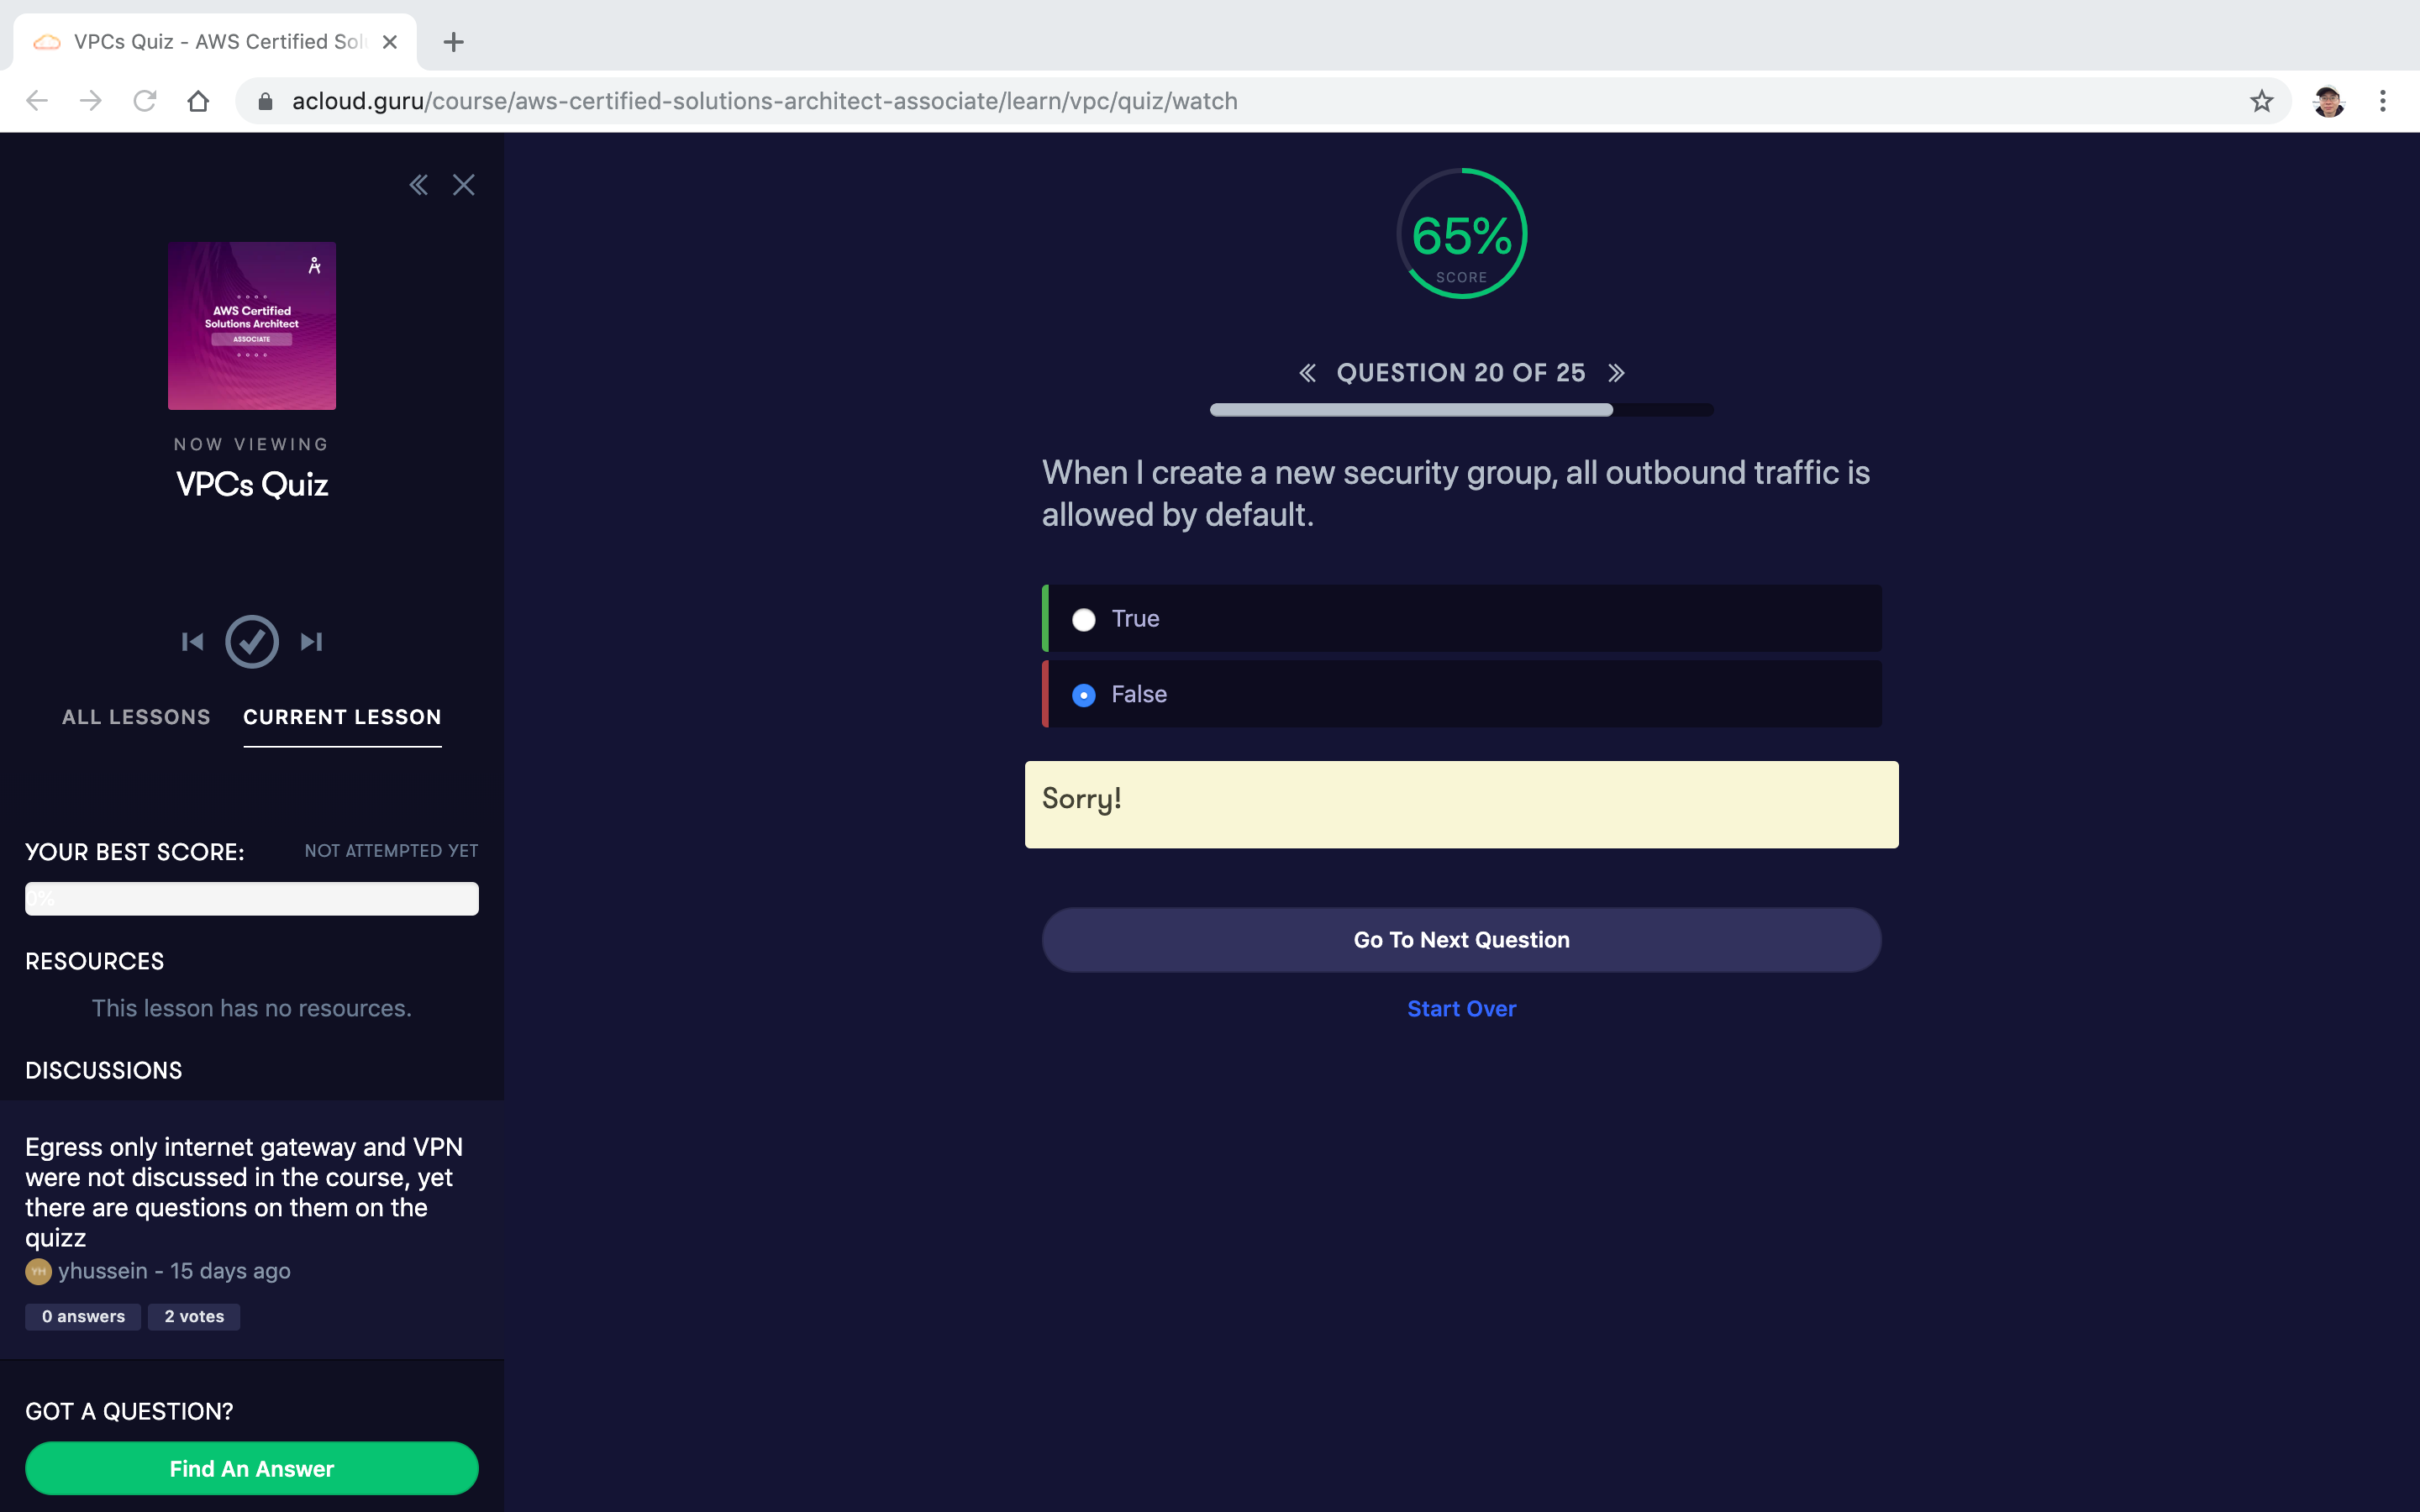 VPCs Quiz - AWS Certified Sol
acloud.guru/course/aws-certified-solutions-architect-associate/learn/vpc/quiz/watch
AWS Certified
Solutions Architect
ASSOCIATE
NOW VIEWING
VPCs Quiz
ALL LESSONS
CURRENT LESSON
YOUR BEST SCORE:
NOT ATTEMPTED YET
0%
RESOURCES
This lesson has no resources.
DISCUSSIONS
Egress only internet gateway and VPN
were not discussed in the course, yet
there are questions on them on the
quizz
YH
yhussein - 15 days ago
0 answers
2 votes
GOT A QUESTION?
Find An Answer
65%
SCORE
QUESTION 20 OF 25
When I create a new security group, all outbound traffic is
allowed by default.
True
False
Sorry!
Go To Next Question
Start Over